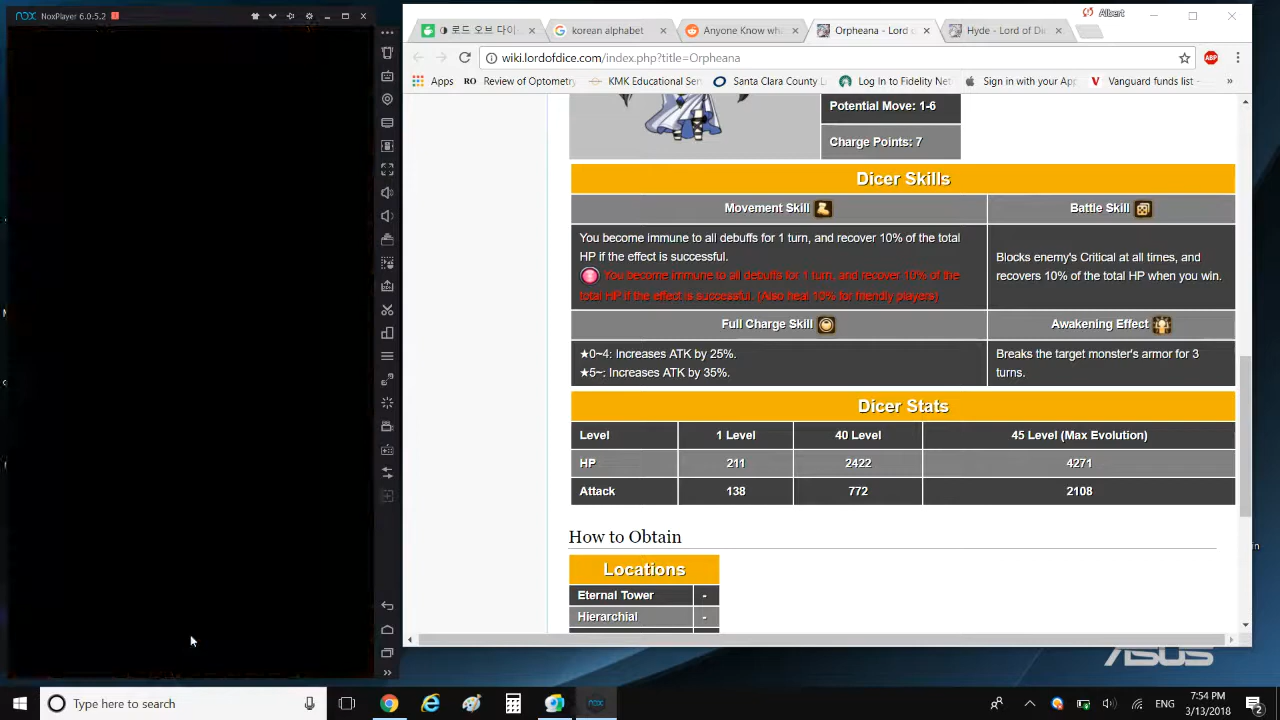 nox NoxPlayer 6.0.5.2
Albert
로드 오브 다이
korean alphabet
Anyone Know wha
Orpheana - Lord o
Hyde - Lord of Di
wiki.lordofdice.com/index.php?title=Orpheana
ABP
Apps
RO Review of Optometry
KMK Educational Serv
Santa Clara County
Log In to Fidelity Net
Sign in with your App
Vanguard funds list -
»
Potential Move: 1-6
Charge Points: 7
Dicer Skills
Movement Skill
Battle Skill
You become immune to all debuffs for 1 turn, and recover 10% of the total
HP if the effect is successful.
You become immune to all debuffs for 1 turn, and recover 10% of the
total HP if the effect is successful. (Also heal 10% for friendly players)
Blocks enemy's Critical at all times, and
recovers 10% of the total HP when you win.
Full Charge Skill
Awakening Effect
★0~4: Increases ATK by 25%.
★5~: Increases ATK by 35%.
Breaks the target monster's armor for 3
turns.
Dicer Stats
Level 1 Level 40 Level 45 Level (Max Evolution)
HP 211 2422 4271
Attack 138 772 2108
How to Obtain
Locations
Eternal Tower -
Hierarchial -
ASUS
Type here to search
ENG
7:54 PM
3/13/2018
2